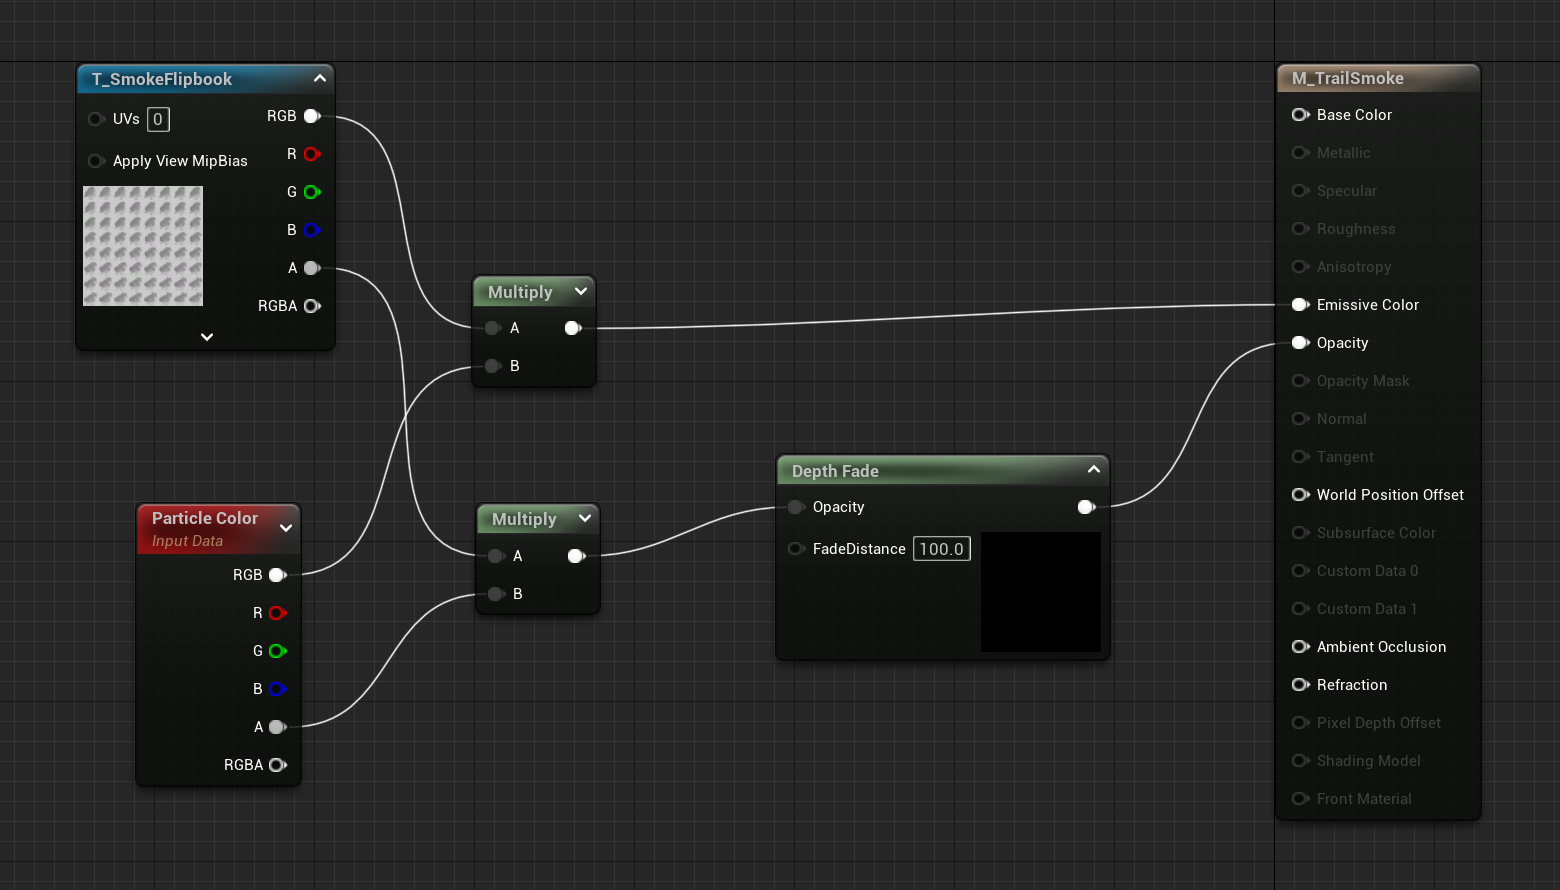 T_SmokeFlipbook
UVs 0
Apply View MipBias
RGB
R
G
B
A
RGBA
Multiply
A
B
Particle Color
Input Data
RGB
R
G
B
A
RGBA
Multiply
A
B
Depth Fade
Opacity
FadeDistance 100.0
M_TrailSmoke
Base Color
Metallic
Specular
Roughness
Anisotropy
Emissive Color
Opacity
Opacity Mask
Normal
Tangent
World Position Offset
Subsurface Color
Custom Data 0
Custom Data 1
Ambient Occlusion
Refraction
Pixel Depth Offset
Shading Model
Front Material